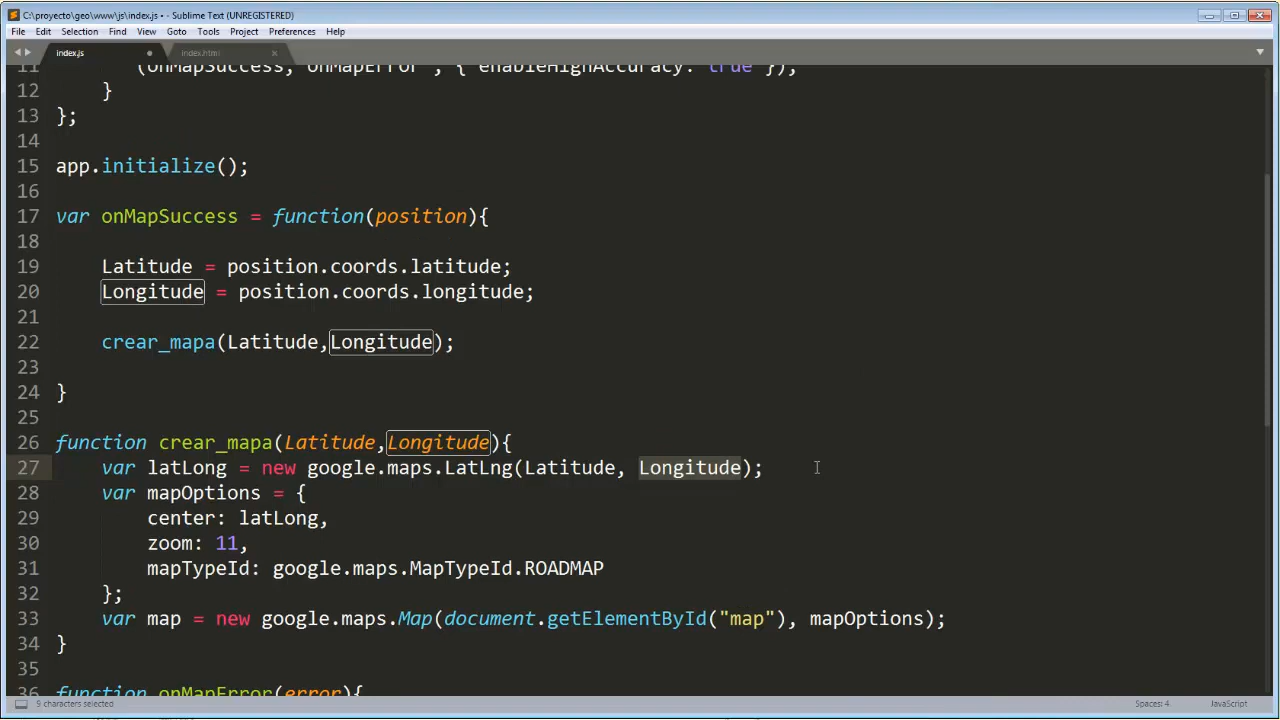 C:\proyecto\geo\www\js\index.js • - Sublime Text (UNREGISTERED)
File Edit Selection Find View Goto Tools Project Preferences Help
index.js index.html
11 (onMapSuccess, onMapError , { enableHighAccuracy: true });
12 }
13 };
14
15 app.initialize();
16
17 var onMapSuccess = function(position){
18
19 Latitude = position.coords.latitude;
20 Longitude = position.coords.longitude;
21
22 crear_mapa(Latitude,Longitude);
23
24 }
25
26 function crear_mapa(Latitude,Longitude){
27 var latLong = new google.maps.LatLng(Latitude, Longitude);
28 var mapOptions = {
29 center: latLong,
30 zoom: 11,
31 mapTypeId: google.maps.MapTypeId.ROADMAP
32 };
33 var map = new google.maps.Map(document.getElementById("map"), mapOptions);
34 }
35
36 function onMapError(error){
9 characters selected Spaces: 4 JavaScript